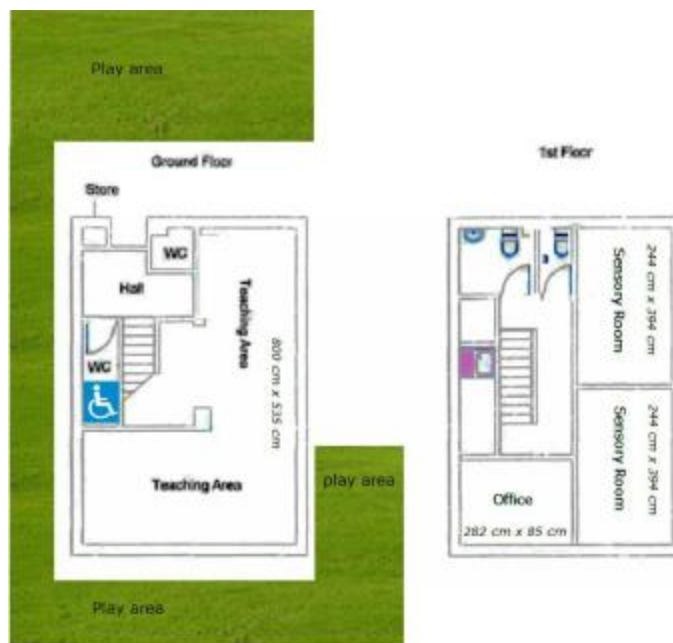 Play area
Ground Floor
Store
WC
Hall
Teaching Area
800 cm x 535 cm
WC
Teaching Area
play area
Play area
1st Floor
Sensory Room
244 cm x 394 cm
Sensory Room
244 cm x 394 cm
Office
282 cm x 85 cm